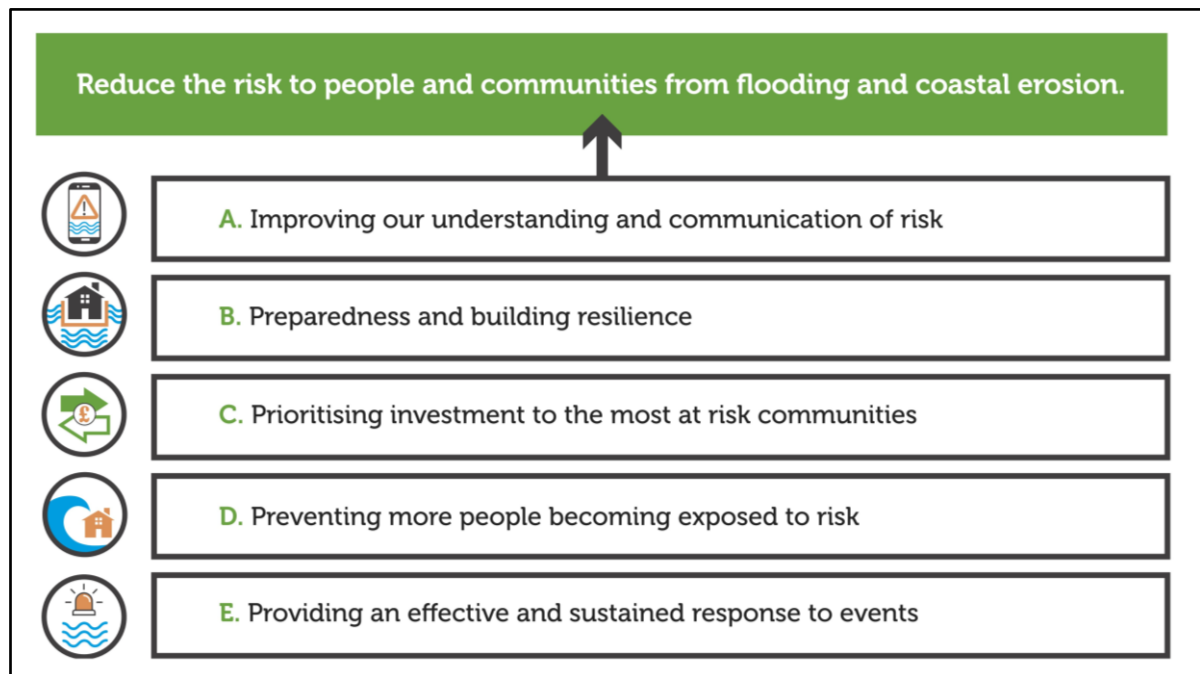 Reduce the risk to people and communities from flooding and coastal erosion.
A. Improving our understanding and communication of risk
B. Preparedness and building resilience
£
C. Prioritising investment to the most at risk communities
D. Preventing more people becoming exposed to risk
E. Providing an effective and sustained response to events